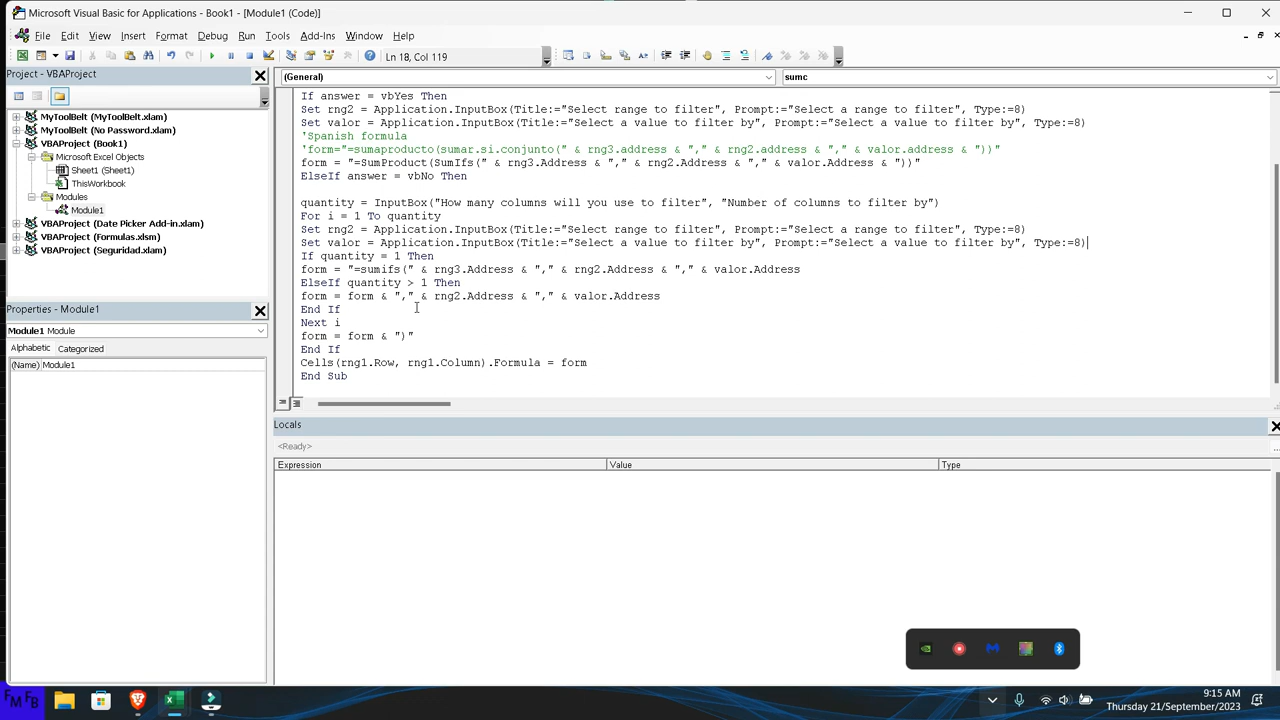 Microsoft Visual Basic for Applications - Book1 - [Module1 (Code)]
File Edit View Insert Format Debug Run Tools Add-Ins Window Help
Ln 18, Col 119
Project - VBAProject
MyToolBelt (MyToolBelt.xlam)
MyToolBelt (No Password.xlam)
VBAProject (Book1)
Microsoft Excel Objects
Sheet1 (Sheet1)
ThisWorkbook
Modules
Module1
VBAProject (Date Picker Add-in.xlam)
VBAProject (Formulas.xlsm)
VBAProject (Seguridad.xlam)
Properties - Module1
Module1 Module
Alphabetic Categorized
(Name) Module1
(General) sumc
If answer = vbYes Then
Set rng2 = Application.InputBox(Title:="Select range to filter", Prompt:="Select a range to filter", Type:=8)
Set valor = Application.InputBox(Title:="Select a value to filter by", Prompt:="Select a value to filter by", Type:=8)
'Spanish formula
'form="=sumaproducto(sumar.si.conjunto(" & rng3.address & "," & rng2.address & "," & valor.address & "))"
form = "=SumProduct(SumIfs(" & rng3.Address & "," & rng2.Address & "," & valor.Address & "))"
ElseIf answer = vbNo Then
quantity = InputBox("How many columns will you use to filter", "Number of columns to filter by")
For i = 1 To quantity
Set rng2 = Application.InputBox(Title:="Select range to filter", Prompt:="Select a range to filter", Type:=8)
Set valor = Application.InputBox(Title:="Select a value to filter by", Prompt:="Select a value to filter by", Type:=8)
If quantity = 1 Then
form = "=sumifs(" & rng3.Address & "," & rng2.Address & "," & valor.Address
ElseIf quantity > 1 Then
form = form & "," & rng2.Address & "," & valor.Address
End If
Next i
form = form & ")"
End If
Cells(rng1.Row, rng1.Column).Formula = form
End Sub
Locals
<Ready>
Expression Value Type
FM FB
9:15 AM
Thursday 21/September/2023